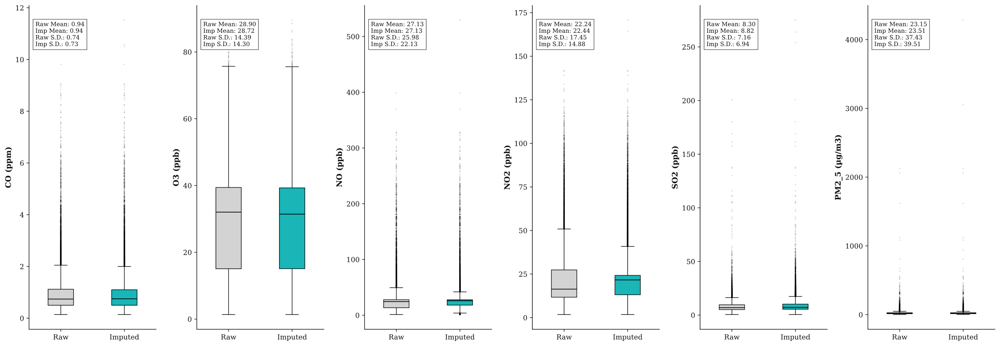 CO (ppm)
12
10
8
6
4
2
0
Raw Mean: 0.94
Imp Mean: 0.94
Raw S.D.: 0.74
Imp S.D.: 0.73
Raw Imputed
O3 (ppb)
80
60
40
20
0
Raw Mean: 28.90
Imp Mean: 28.72
Raw S.D.: 14.39
Imp S.D.: 14.30
Raw Imputed
NO (ppb)
500
400
300
200
100
0
Raw Mean: 27.13
Imp Mean: 27.13
Raw S.D.: 25.98
Imp S.D.: 22.13
Raw Imputed
NO2 (ppb)
175
150
125
100
75
50
25
0
Raw Mean: 22.24
Imp Mean: 22.44
Raw S.D.: 17.45
Imp S.D.: 14.88
Raw Imputed
SO2 (ppb)
250
200
150
100
50
0
Raw Mean: 8.30
Imp Mean: 8.82
Raw S.D.: 7.16
Imp S.D.: 6.94
Raw Imputed
PM2_5 (µg/m3)
4000
3000
2000
1000
0
Raw Mean: 23.15
Imp Mean: 23.51
Raw S.D.: 37.43
Imp S.D.: 39.51
Raw Imputed